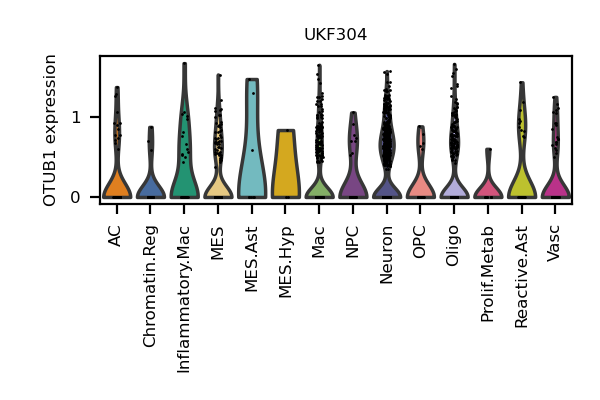 UKF304
OTUB1 expression
1
0
AC
Chromatin.Reg
Inflammatory.Mac
MES
MES.Ast
MES.Hyp
Mac
NPC
Neuron
OPC
Oligo
Prolif.Metab
Reactive.Ast
Vasc